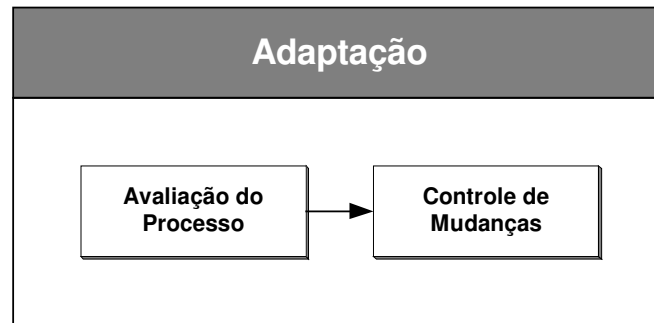 Adaptação
Avaliação do
Processo
Controle de
Mudanças